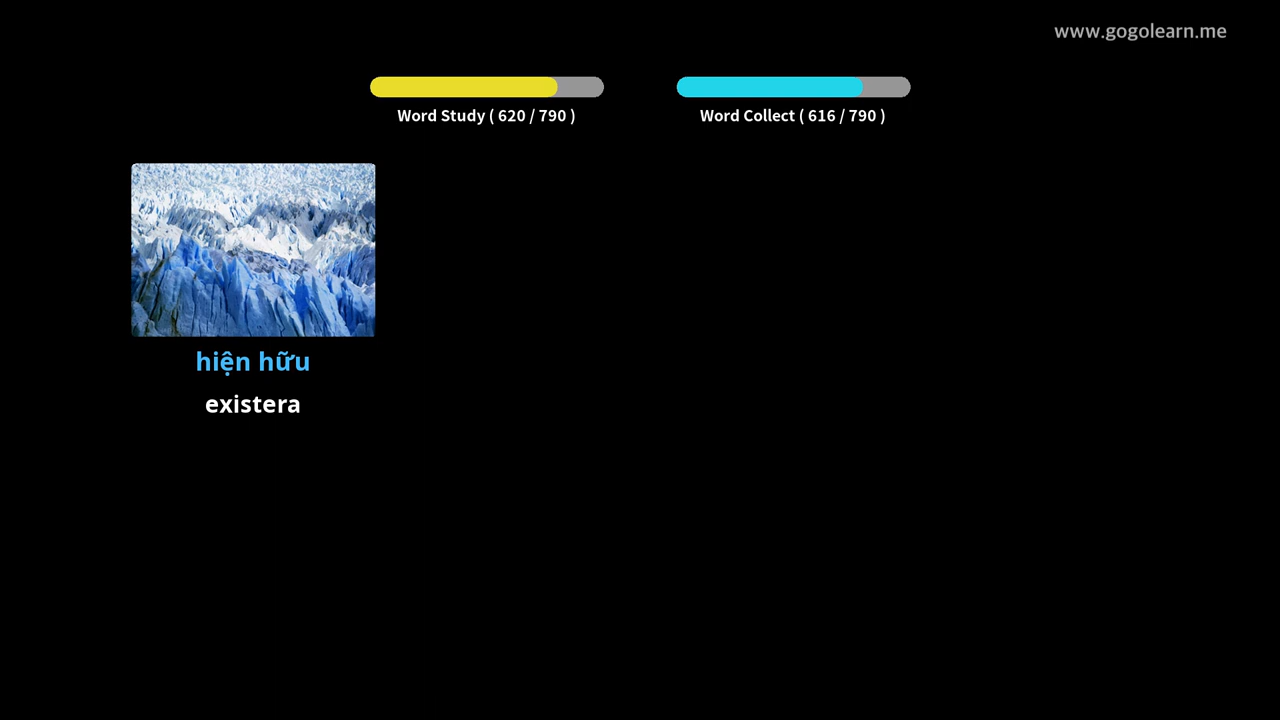 www.gogolearn.me
Word Study ( 620 / 790 )
Word Collect ( 616 / 790 )
hiện hữu
existera